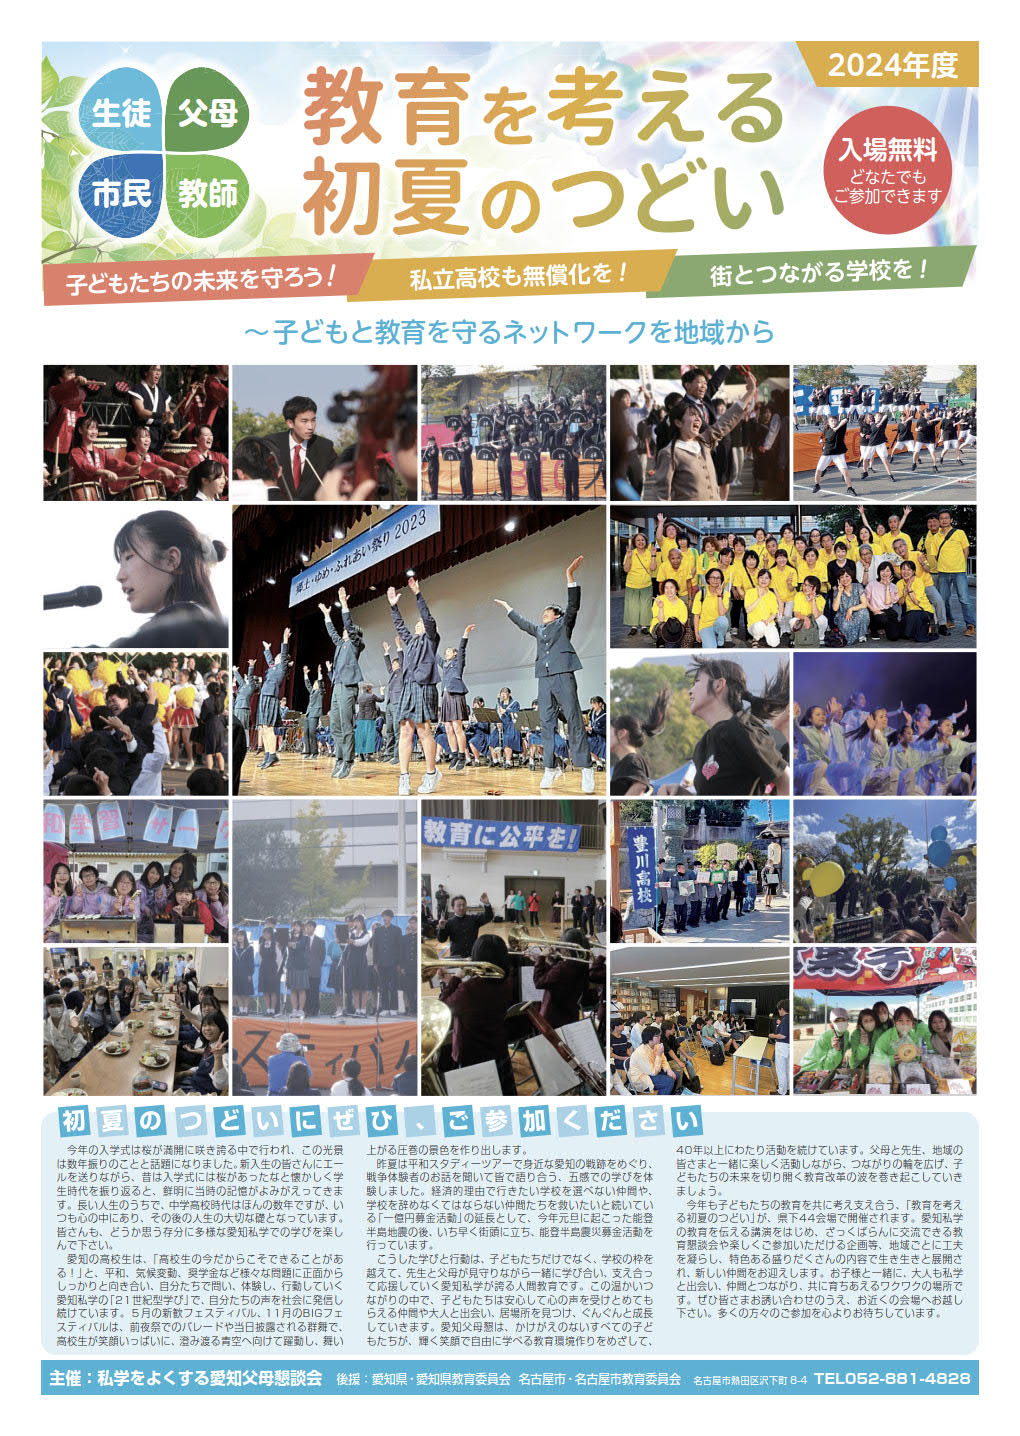 2024年度
生徒 父母
市民 教師
教育を考える
初夏のつどい
入場無料
どなたでも
ご参加できます
子どもたちの未来を守ろう！
私立高校も無償化を！
街とつながる学校を！
～子どもと教育を守るネットワークを地域から
郷土・ゆめ・ふれあい祭り 2023
教育に公平を！
豊川高校
初夏のつどいにぜひ、ご参加ください
　今年の入学式は桜が満開に咲き誇る中で行われ、この光景
は数年振りのことと話題になりました。新入生の皆さんにエー
ルを送りながら、昔は入学式には桜があったなと懐かしく学
生時代を振り返ると、鮮明に当時の記憶がよみがえってきま
す。長い人生のうちで、中学高校時代はほんの数年ですが、い
つも心の中にあり、その後の人生の大切な礎となっています。
皆さんも、どうか思う存分に多様な愛知私学での学びを楽し
んで下さい。
　愛知の高校生は、「高校生の今だからこそできることがあ
る！」と、平和、気候変動、奨学金など様々な問題に正面から
しっかりと向き合い、自分たちで問い、体験し、行動していく
愛知私学の「２１世紀型学び」で、自分たちの声を社会に発信し
続けています。５月の新歓フェスティバル、１１月のBIGフェ
スティバルは、前夜祭でのパレードや当日披露される群舞で、
高校生が笑顔いっぱいに、澄み渡る青空へ向けて躍動し、舞い
上がる圧巻の景色を作り出します。
　昨夏は平和スタディーツアーで身近な愛知の戦跡をめぐり、
戦争体験者のお話を聞いて皆で語り合う、五感での学びを体
験しました。経済的理由で行きたい学校を選べない仲間や、
学校を辞めなくてはならない仲間たちを救いたいと続いてい
る「一億円募金活動」の延長として、今年元旦に起こった能登
半島地震の後、いち早く街頭に立ち、能登半島震災募金活動を
行っています。
　こうした学びと行動は、子どもたちだけでなく、学校の枠を
越えて、先生と父母が見守りながら一緒に学び合い、支え合っ
て応援していく愛知私学が誇る人間教育です。この温かいつ
ながりの中で、子どもたちは安心して心の声を受けとめても
らえる仲間や大人と出会い、居場所を見つけ、ぐんぐんと成長
していきます。愛知父母懇は、かけがえのないすべての子ど
もたちが、輝く笑顔で自由に学べる教育環境作りをめざして、
40年以上にわたり活動を続けています。父母と先生、地域の
皆さまと一緒に楽しく活動しながら、つながりの輪を広げ、子
どもたちの未来を切り開く教育改革の波を巻き起こしていき
ましょう。
　今年も子どもたちの教育を共に考え支え合う、「教育を考え
る初夏のつどい」が、県下44会場で開催されます。愛知私学
の教育を伝える講演をはじめ、ざっくばらんに交流できる教
育懇談会や楽しくご参加いただける企画等、地域ごとに工夫
を凝らし、特色ある盛りだくさんの内容で生き生きと展開さ
れ、新しい仲間をお迎えします。お子様と一緒に、大人も私学
と出会い、仲間とつながり、共に育ちあえるワクワクの場所で
す。ぜひ皆さまお誘い合わせのうえ、お近くの会場へお越し
下さい。多くの方々のご参加を心よりお待ちしています。
主催：私学をよくする愛知父母懇談会　後援：愛知県・愛知県教育委員会 名古屋市・名古屋市教育委員会　名古屋市熱田区沢下町 8-4 TEL052-881-4828